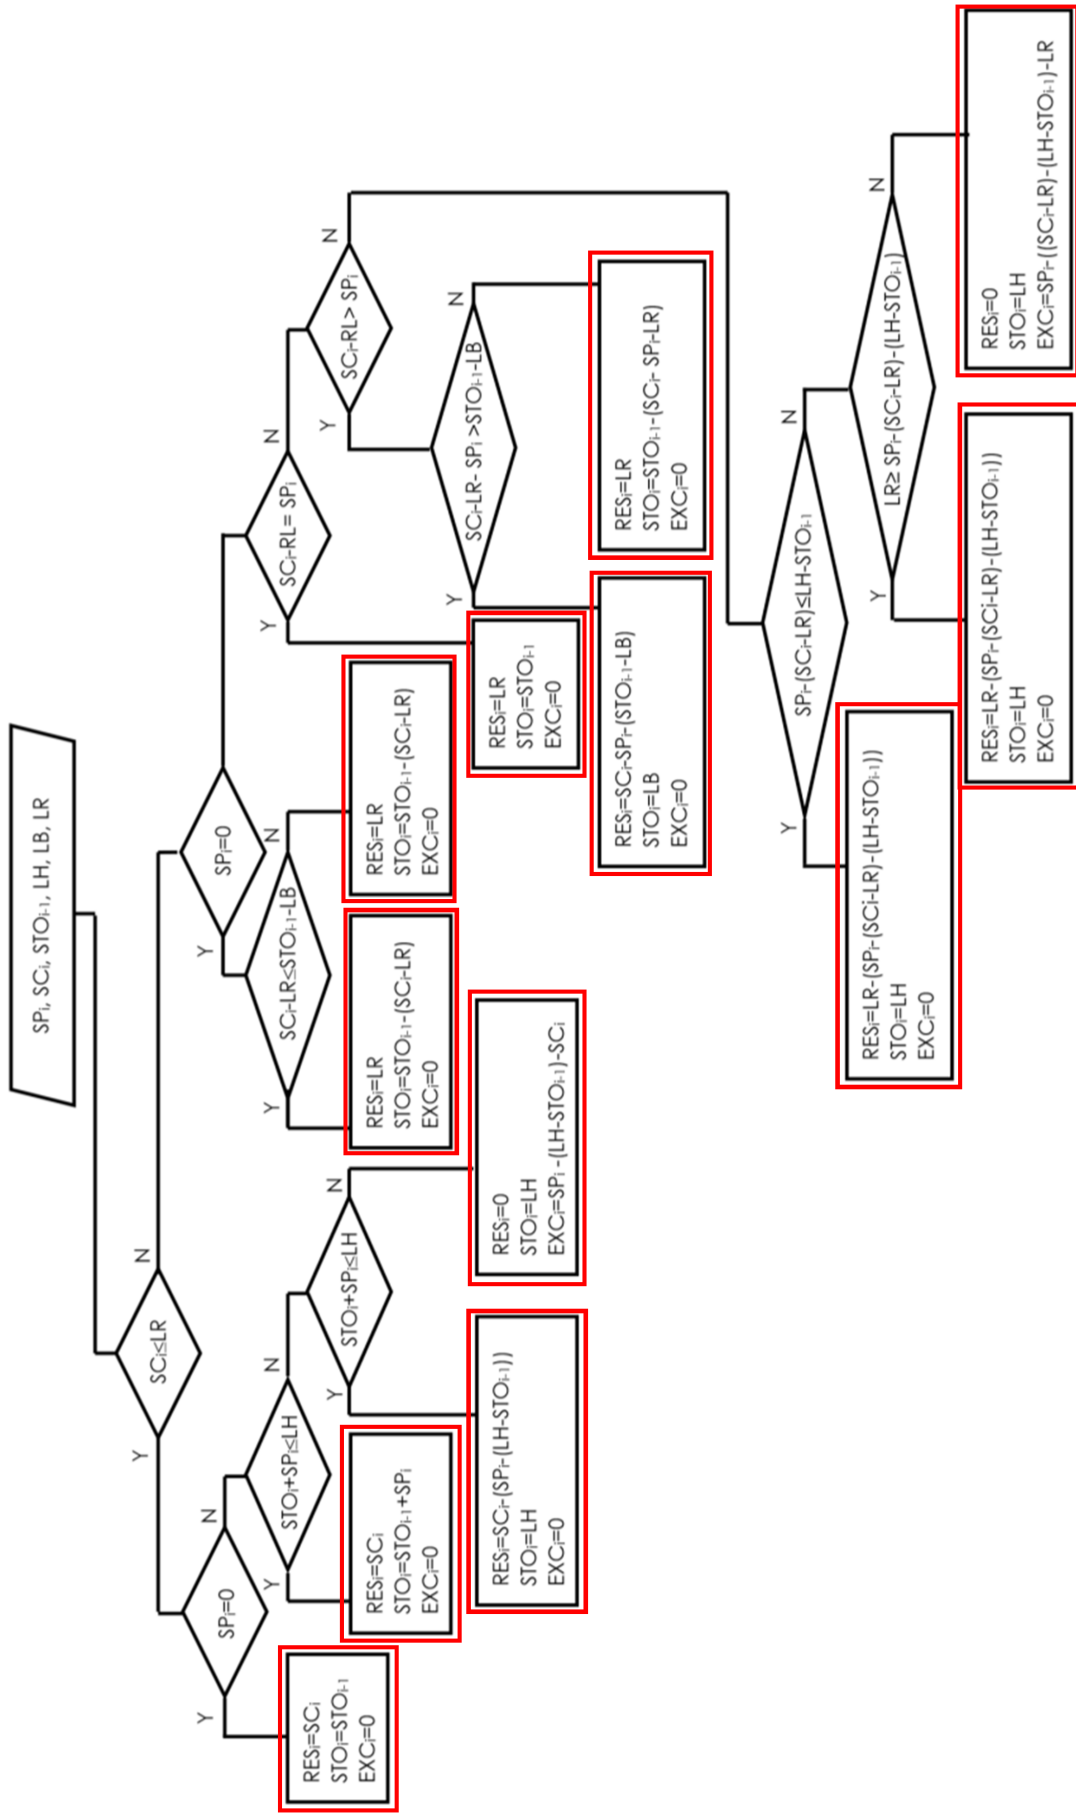 SPi, SCi, STOi-1, LH, LB, LR
SCi≤LR
Y
N
SPi=0
Y
N
SPi=0
Y
N
RESi=SCi
STOi=STOi-1
EXCi=0
STOi+SPi≤LH
Y
N
SCi-LR≤STOi-1-LB
Y
N
SCi-RL= SPi
Y
N
RESi=SCi
STOi=STOi-1+SPi
EXCi=0
STOi+SPi≤LH
Y
N
RESi=LR
STOi=STOi-1-(SCi-LR)
EXCi=0
RESi=LR
STOi=STOi-1-(SCi-LR)
EXCi=0
SCi-RL> SPi
Y
N
RESi=SCi-(SPi-(LH-STOi-1))
STOi=LH
EXCi=0
RESi=0
STOi=LH
EXCi=SPi -(LH-STOi-1)-SCi
RESi=LR
STOi=STOi-1
EXCi=0
SCi-LR- SPi >STOi-1-LB
Y
N
RESi=SCi-SPi-(STOi-1-LB)
STOi=LB
EXCi=0
RESi=LR
STOi=STOi-1-(SCi- SPi-LR)
EXCi=0
SPi-(SCi-LR)≤LH-STOi-1
Y
N
RESi=LR-(SPi-(SCi-LR)-(LH-STOi-1))
STOi=LH
EXCi=0
LR≥ SPi-(SCi-LR)-(LH-STOi-1)
Y
N
RESi=LR-(SPi-(SCi-LR)-(LH-STOi-1))
STOi=LH
EXCi=0
RESi=0
STOi=LH
EXCi=SPi-((SCi-LR)-(LH-STOi-1)-LR